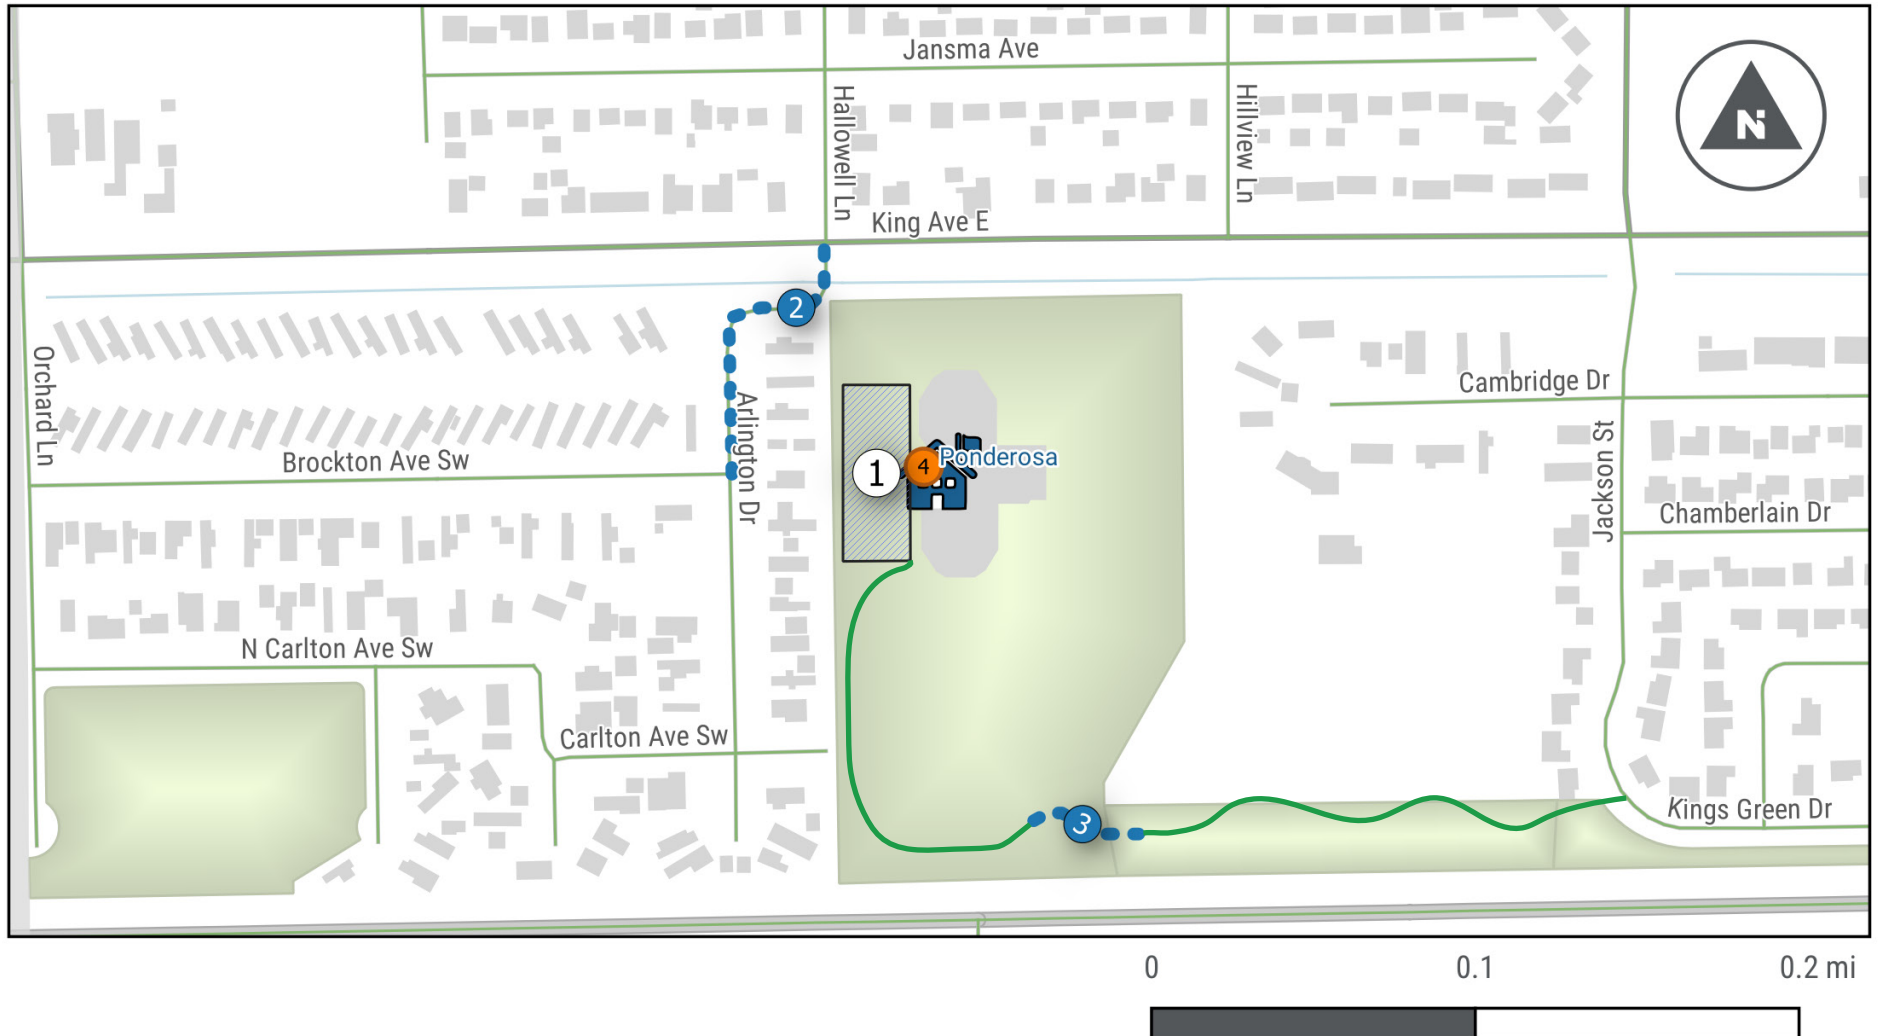 Jansma Ave
Hallowell Ln
Hillview Ln
N
King Ave E
2
Orchard Ln
Cambridge Dr
Arlington Dr
Brockton Ave Sw
1
4
Ponderosa
Jackson St
Chamberlain Dr
N Carlton Ave Sw
Carlton Ave Sw
3
Kings Green Dr
0 0.1 0.2 mi